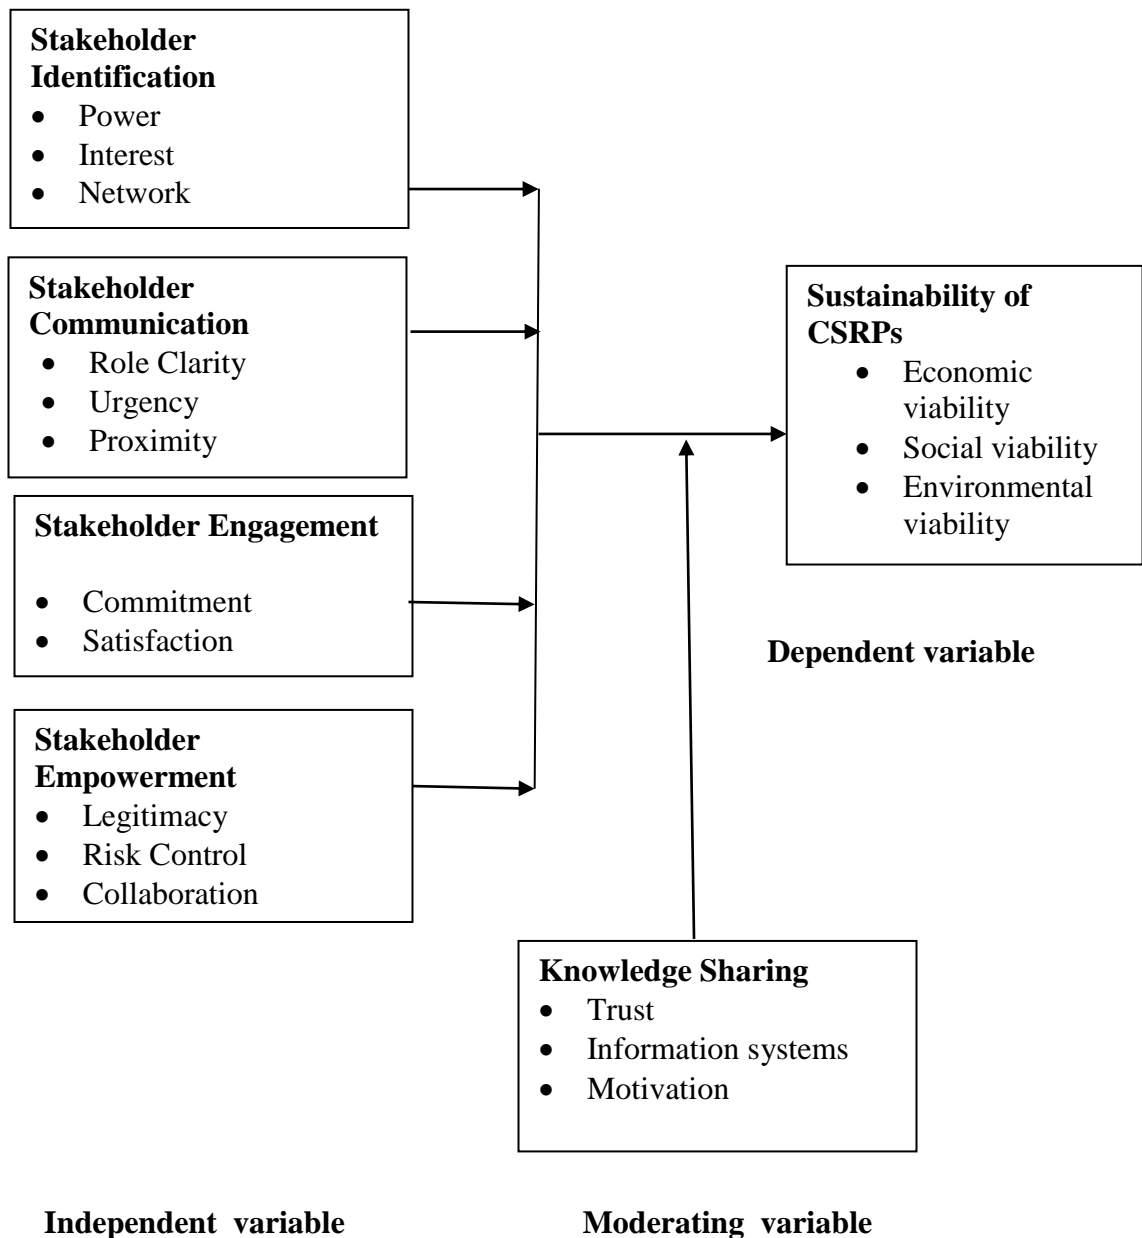 Stakeholder
Identification
• Power
• Interest
• Network
Stakeholder
Communication
• Role Clarity
• Urgency
• Proximity
Stakeholder Engagement
• Commitment
• Satisfaction
Stakeholder
Empowerment
• Legitimacy
• Risk Control
• Collaboration
Sustainability of
CSRPs
• Economic
viability
• Social viability
• Environmental
viability
Dependent variable
Knowledge Sharing
• Trust
• Information systems
• Motivation
Independent variable
Moderating variable